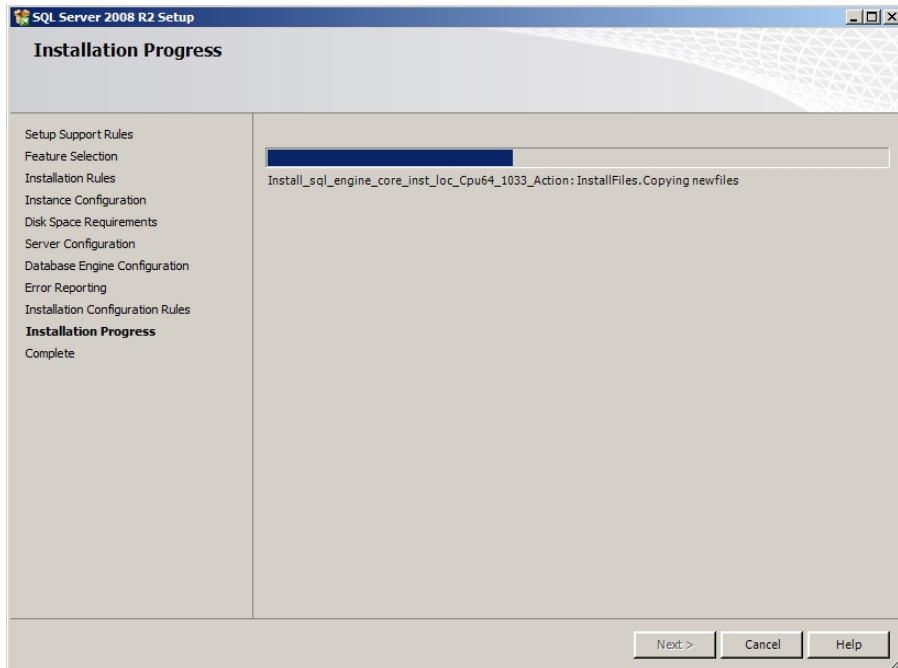 SQL Server 2008 R2 Setup
Installation Progress
Setup Support Rules
Feature Selection
Installation Rules
Instance Configuration
Disk Space Requirements
Server Configuration
Database Engine Configuration
Error Reporting
Installation Configuration Rules
Installation Progress
Complete
Install_sql_engine_core_inst_loc_Cpu64_1033_Action: InstallFiles.Copying newfiles
Next >
Cancel
Help